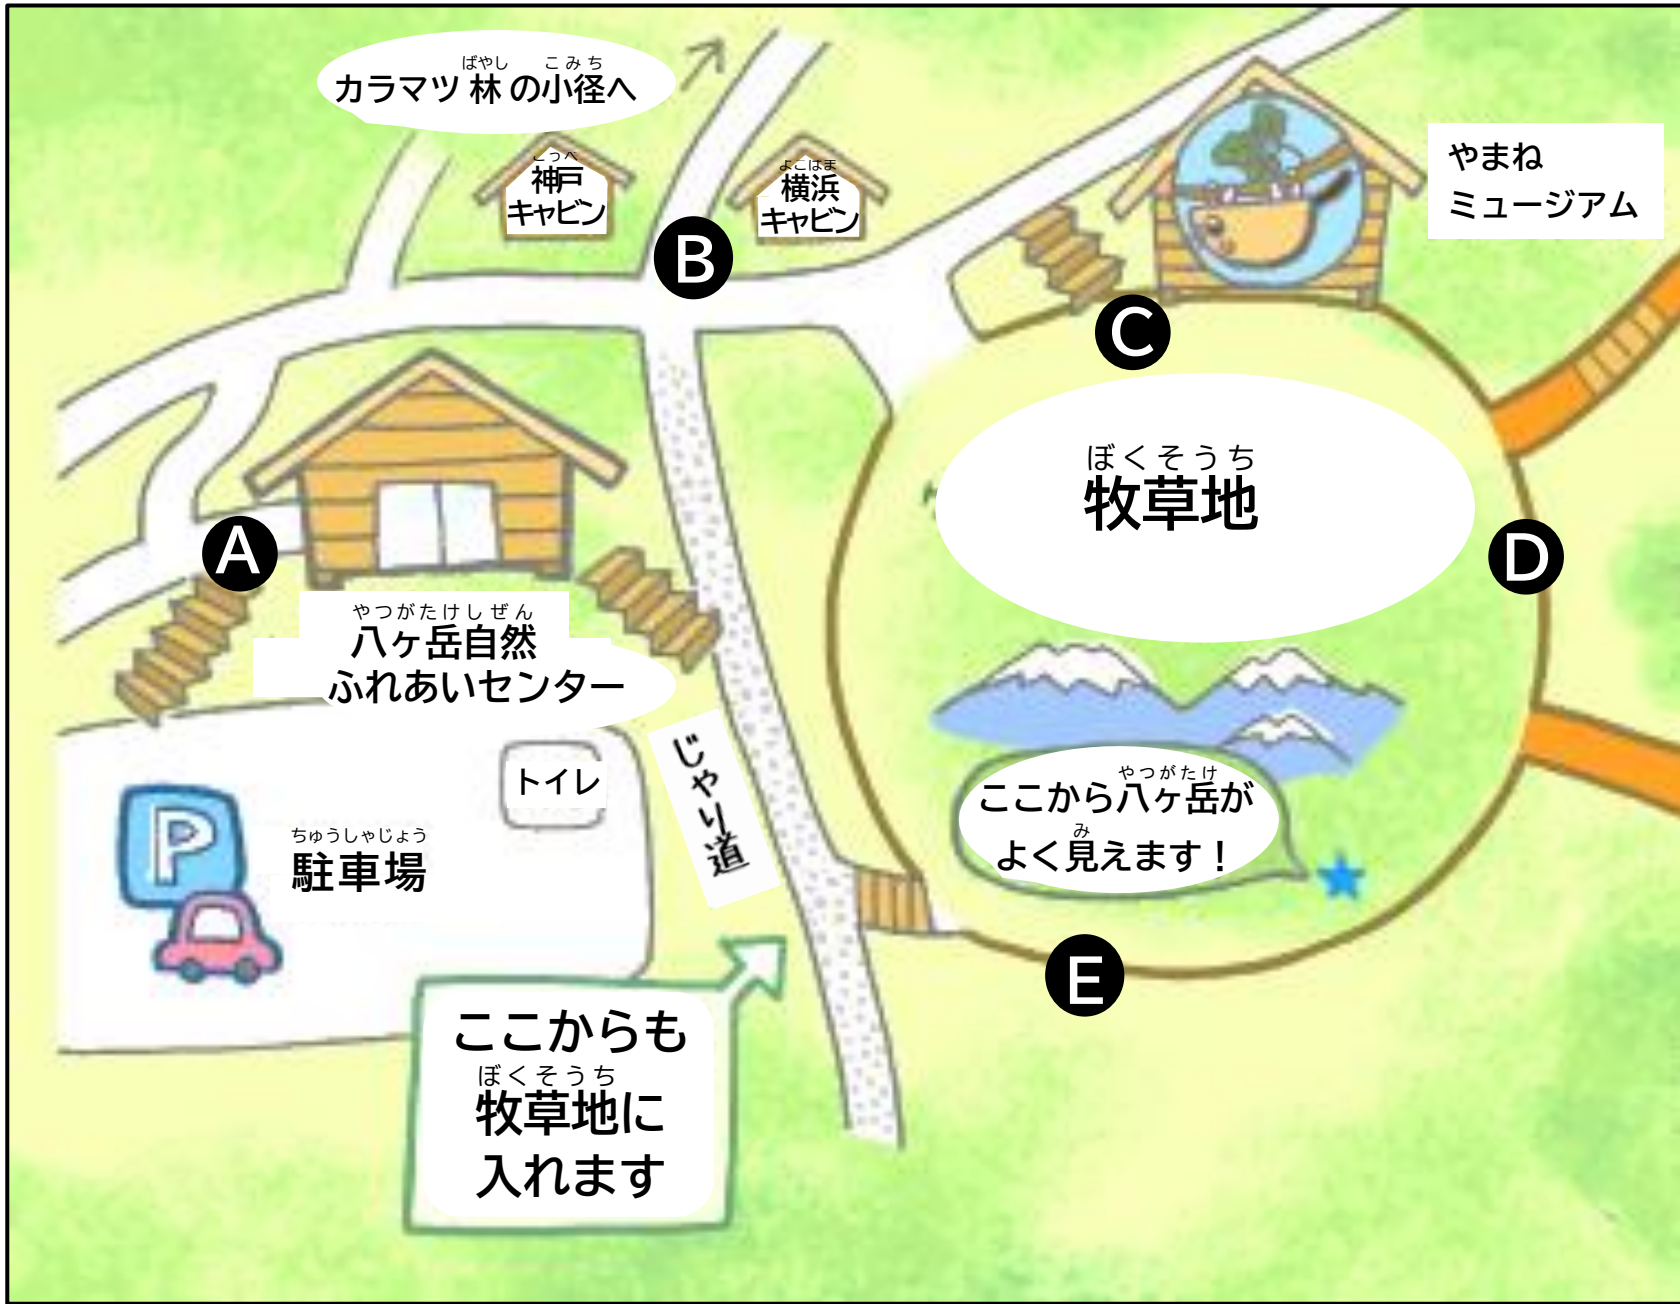 ばやし こみち
カラマツ林の小径へ
こうべ
神戸
キャビン
よこはま
横浜
キャビン
やまね
ミュージアム
B
C
ぼくそうち
牧草地
A
D
やつがたけしぜん
八ヶ岳自然
ふれあいセンター
じゃり道
トイレ
P
ちゅうしゃじょう
駐車場
やつがたけ
ここから八ヶ岳が
み
よく見えます！
E
ここからも
ぼくそうち
牧草地に
入れます